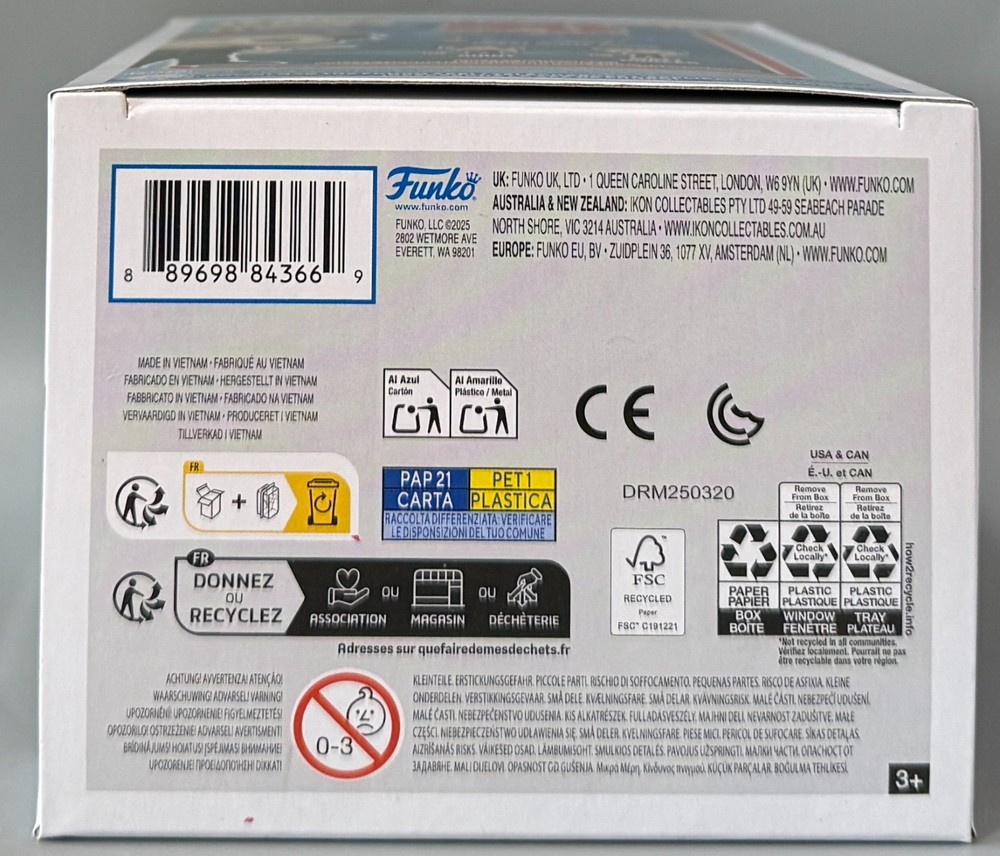 8 89698 84366 9
Funko
www.funko.com
FUNKO, LLC ©2025
2802 WETMORE AVE
EVERETT, WA 98201
UK: FUNKO UK, LTD • 1 QUEEN CAROLINE STREET, LONDON, W6 9YN (UK) • WWW.FUNKO.COM
AUSTRALIA & NEW ZEALAND: IKON COLLECTABLES PTY LTD 49-59 SEABEACH PARADE
NORTH SHORE, VIC 3214 AUSTRALIA • WWW.IKONCOLLECTABLES.COM.AU
EUROPE: FUNKO EU, BV • ZUIDPLEIN 36, 1077 XV, AMSTERDAM (NL) • WWW.FUNKO.COM
MADE IN VIETNAM • FABRIQUÉ AU VIETNAM
FABRICADO EN VIETNAM • HERGESTELLT IN VIETNAM
FABBRICATO IN VIETNAM • FABRICADO NA VIETNAM
VERVAARDIGD IN VIETNAM • PRODUCERET I VIETNAM
TILLVERKAD I VIETNAM
Al Azul
Cartón
Al Amarillo
Plástico / Metal
CE
FR
+
PAP 21
CARTA
PET 1
PLASTICA
RACCOLTA DIFFERENZIATA: VERIFICARE
LE DISPONSIZIONI DEL TUO COMUNE
DRM250320
FSC
RECYCLED
Paper
FSC™ C191221
USA & CAN
É.-U. et CAN
Remove
From Box
Retirez
de la boîte
Remove
From Box
Retirez
de la boîte
Check
Locally*
Check
Locally*
PAPER
PAPIER
PLASTIC
PLASTIQUE
PLASTIC
PLASTIQUE
BOX
BOÎTE
WINDOW
FENÊTRE
TRAY
PLATEAU
how2recycle.info
*Not recycled in all communities.
Vérifiez localement. Pourrait ne pas
être recyclable dans votre région.
FR
DONNEZ
OU
RECYCLEZ
ASSOCIATION
OU
MAGASIN
OU
DÉCHÈTERIE
Adresses sur quefairedemesdechets.fr
ACHTUNG! AVVERTENZA! ATENÇÃO!
WAARSCHUWING! ADVARSEL! VARNING!
UPOZORNĚNÍ! UPOZORNENIE! FIGYELMEZTETÉS!
OPOZORILO! OSTRZEŻENIE! ADVARSEL! AVERTISMENT!
BRĪDINĀJUMS! HOIATUS! ĮSPĖJIMAS! ВНИМАНИЕ!
UPOZORENJE! ΠΡΟΕΙΔΟΠΟΙΗΣΗ! DİKKAT!
0-3
KLEINTEILE. ERSTICKUNGSGEFAHR. PICCOLE PARTI. RISCHIO DI SOFFOCAMENTO. PEQUENAS PARTES. RISCO DE ASFIXIA. KLEINE
ONDERDELEN. VERSTIKKINGSGEVAAR. SMÅ DELE. KVÆLNINGSFARE. SMÅ DELAR. KVÄVNINGSRISK. MALÉ ČÁSTI. NEBEZPEČÍ UDUŠENÍ.
MALÉ ČASTI. NEBEZPEČENSTVO UDUSENIA. KIS ALKATRÉSZEK. FULLADÁSVESZÉLY. MAJHNI DELI. NEVARNOST ZADUŠITVE. MAŁE
CZĘŚCI. NIEBEZPIECZEŃSTWO UDŁAWIENIA SIĘ. SMÅ DELER. KVELNINGSFARE. PIESE MICI. PERICOL DE SUFOCARE. SĪKAS DETAĻAS.
AIZRĪŠANĀS RISKS. VÄIKESED OSAD. LÄMBUMISOHT. SMULKIOS DETALĖS. PAVOJUS UŽSPRINGTI. МАЛКИ ЧАСТИ. ОПАСНОСТ ОТ
ЗАДАВЯНЕ. MALI DIJELOVI. OPASNOST OD GUŠENJA. Μικρά Μέρη. Κίνδυνος πνιγμού. KÜÇÜK PARÇALAR. BOĞULMA TEHLİKESİ.
3+